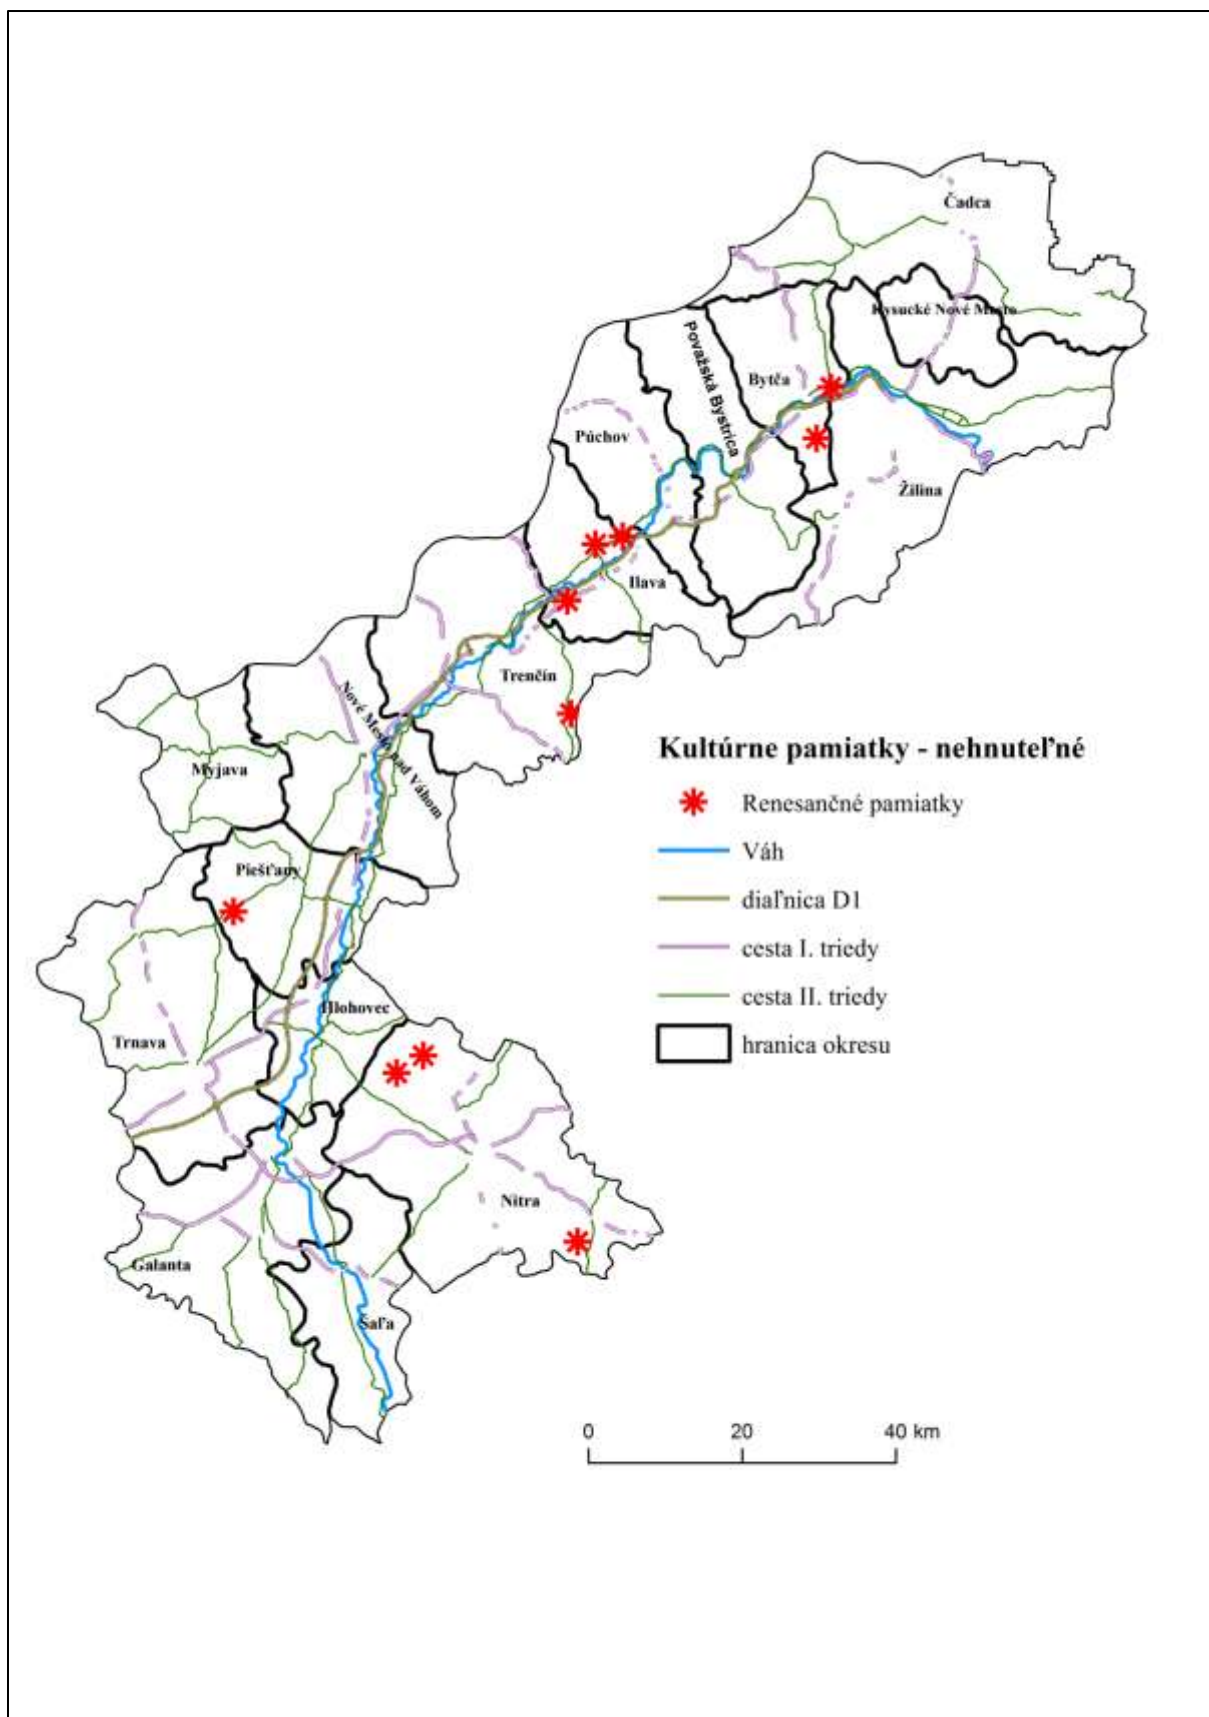 Čadca
Kysucké Nové Mesto
Považská Bystrica
Bytča
Púchov
Žilina
Ilava
Trenčín
Nové Mesto nad Váhom
Myjava
Piešťany
Hlohovec
Trnava
Nitra
Galanta
Šaľa
Kultúrne pamiatky - nehnuteľné
Renesančné pamiatky
Váh
diaľnica D1
cesta I. triedy
cesta II. triedy
hranica okresu
0 20 40 km